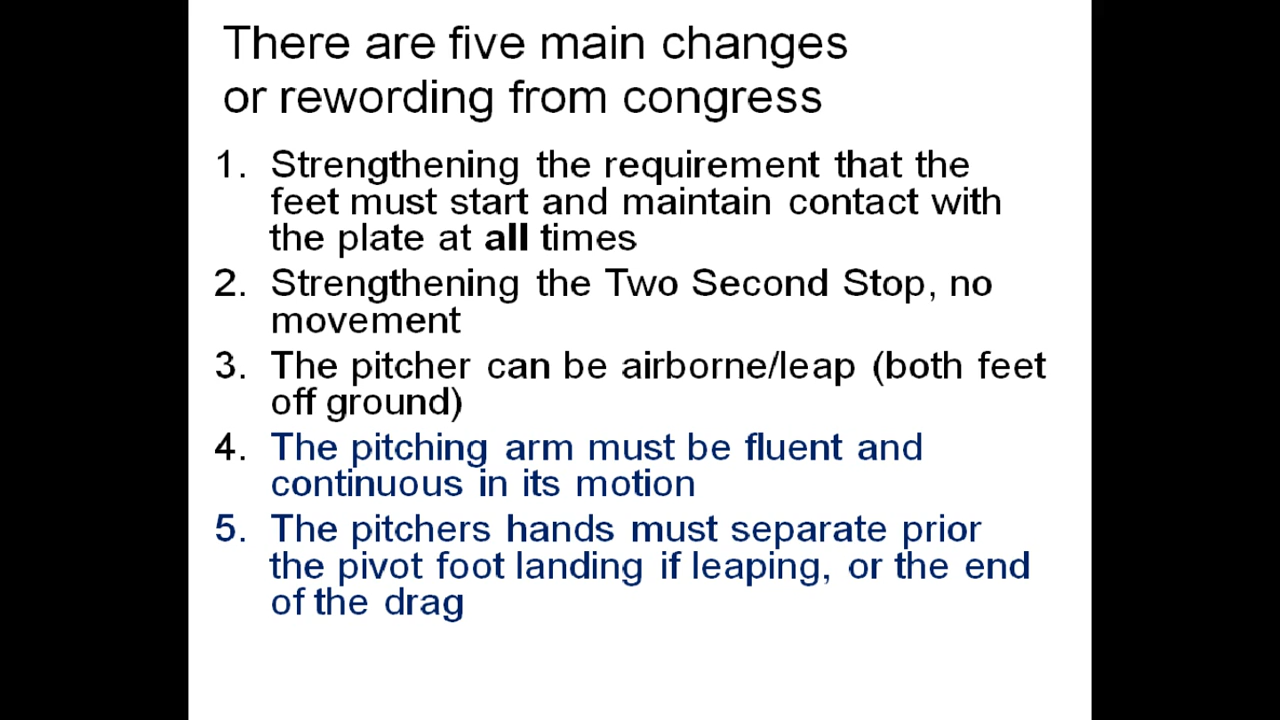 There are five main changes
or rewording from congress
1. Strengthening the requirement that the
feet must start and maintain contact with
the plate at all times
2. Strengthening the Two Second Stop, no
movement
3. The pitcher can be airborne/leap (both feet
off ground)
4. The pitching arm must be fluent and
continuous in its motion
5. The pitchers hands must separate prior
the pivot foot landing if leaping, or the end
of the drag